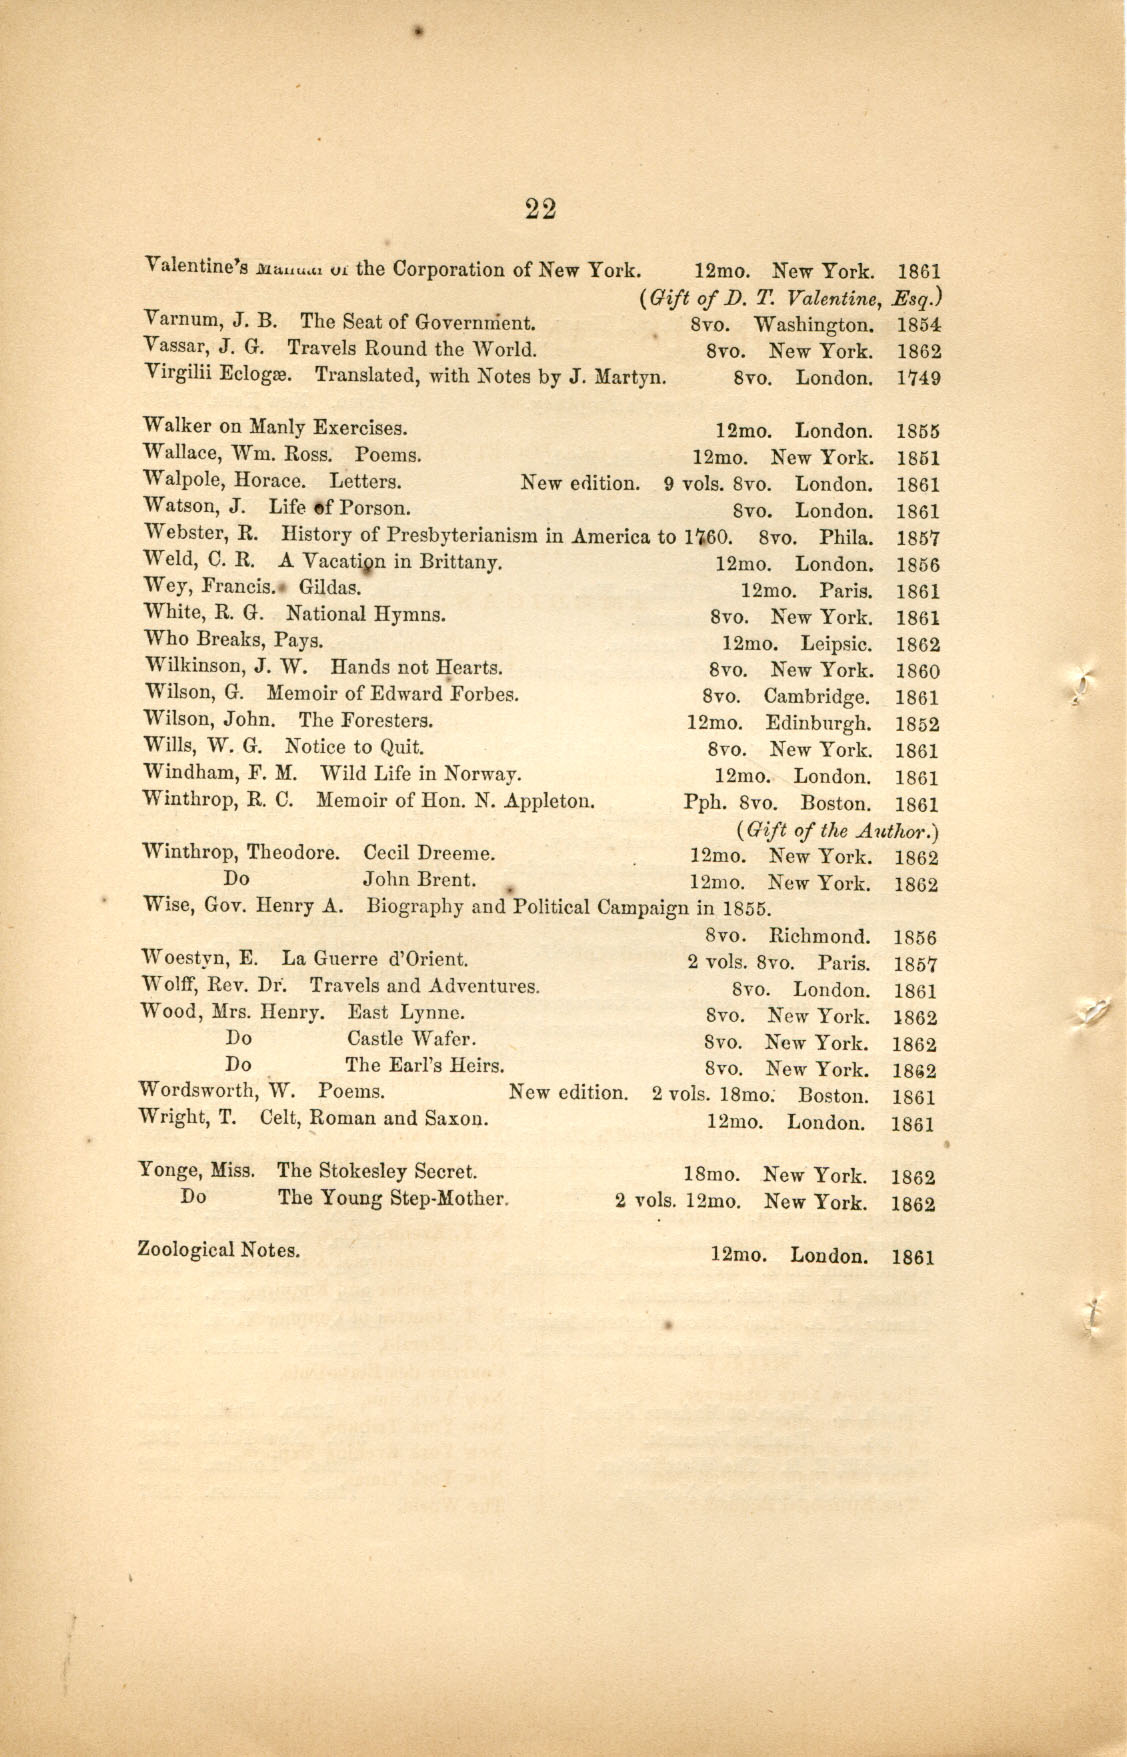 22
Valentine's Manual of the Corporation of New York. 12mo. New York. 1861
(Gift of D. T. Valentine, Esq.)
Varnum, J. B. The Seat of Government. 8vo. Washington. 1854
Vassar, J. G. Travels Round the World. 8vo. New York. 1862
Virgilii Eclogæ. Translated, with Notes by J. Martyn. 8vo. London. 1749
Walker on Manly Exercises. 12mo. London. 1855
Wallace, Wm. Ross. Poems. 12mo. New York. 1851
Walpole, Horace. Letters. New edition. 9 vols. 8vo. London. 1861
Watson, J. Life of Porson. 8vo. London. 1861
Webster, R. History of Presbyterianism in America to 1760. 8vo. Phila. 1857
Weld, C. R. A Vacation in Brittany. 12mo. London. 1856
Wey, Francis. Gildas. 12mo. Paris. 1861
White, R. G. National Hymns. 8vo. New York. 1861
Who Breaks, Pays. 12mo. Leipsic. 1862
Wilkinson, J. W. Hands not Hearts. 8vo. New York. 1860
Wilson, G. Memoir of Edward Forbes. 8vo. Cambridge. 1861
Wilson, John. The Foresters. 12mo. Edinburgh. 1852
Wills, W. G. Notice to Quit. 8vo. New York. 1861
Windham, F. M. Wild Life in Norway. 12mo. London. 1861
Winthrop, R. C. Memoir of Hon. N. Appleton. Pph. 8vo. Boston. 1861
(Gift of the Author.)
Winthrop, Theodore. Cecil Dreeme. 12mo. New York. 1862
Do John Brent. 12mo. New York. 1862
Wise, Gov. Henry A. Biography and Political Campaign in 1855.
8vo. Richmond. 1856
Woestyn, E. La Guerre d'Orient. 2 vols. 8vo. Paris. 1857
Wolff, Rev. Dr. Travels and Adventures. 8vo. London. 1861
Wood, Mrs. Henry. East Lynne. 8vo. New York. 1862
Do Castle Wafer. 8vo. New York. 1862
Do The Earl's Heirs. 8vo. New York. 1862
Wordsworth, W. Poems. New edition. 2 vols. 18mo. Boston. 1861
Wright, T. Celt, Roman and Saxon. 12mo. London. 1861
Yonge, Miss. The Stokesley Secret. 18mo. New York. 1862
Do The Young Step-Mother. 2 vols. 12mo. New York. 1862
Zoological Notes. 12mo. London. 1861